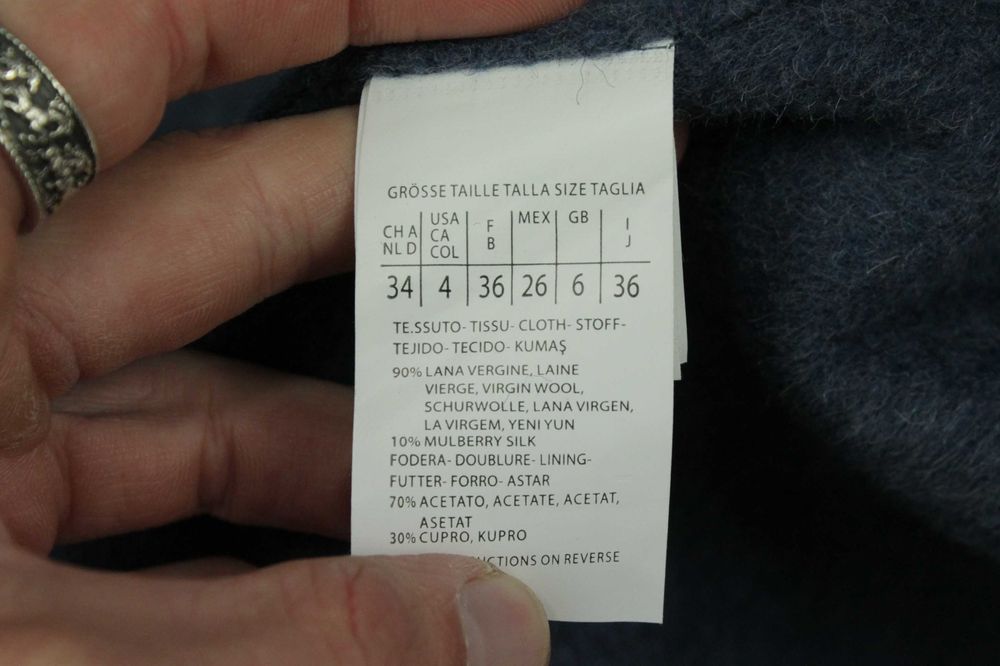 GRÖSSE TAILLE TALLA SIZE TAGLIA
CH A NL D | USA CA COL | F B | MEX | GB | I J
34 | 4 | 36 | 26 | 6 | 36
TE.SSUTO- TISSU- CLOTH- STOFF-
TEJIDO- TECIDO- KUMAŞ
90% LANA VERGINE, LAINE
VIERGE, VIRGIN WOOL,
SCHURWOLLE, LANA VIRGEN,
LA VIRGEM, YENI YUN
10% MULBERRY SILK
FODERA- DOUBLURE- LINING-
FUTTER- FORRO- ASTAR
70% ACETATO, ACETATE, ACETAT,
ASETAT
30% CUPRO, KUPRO
ON REVERSE